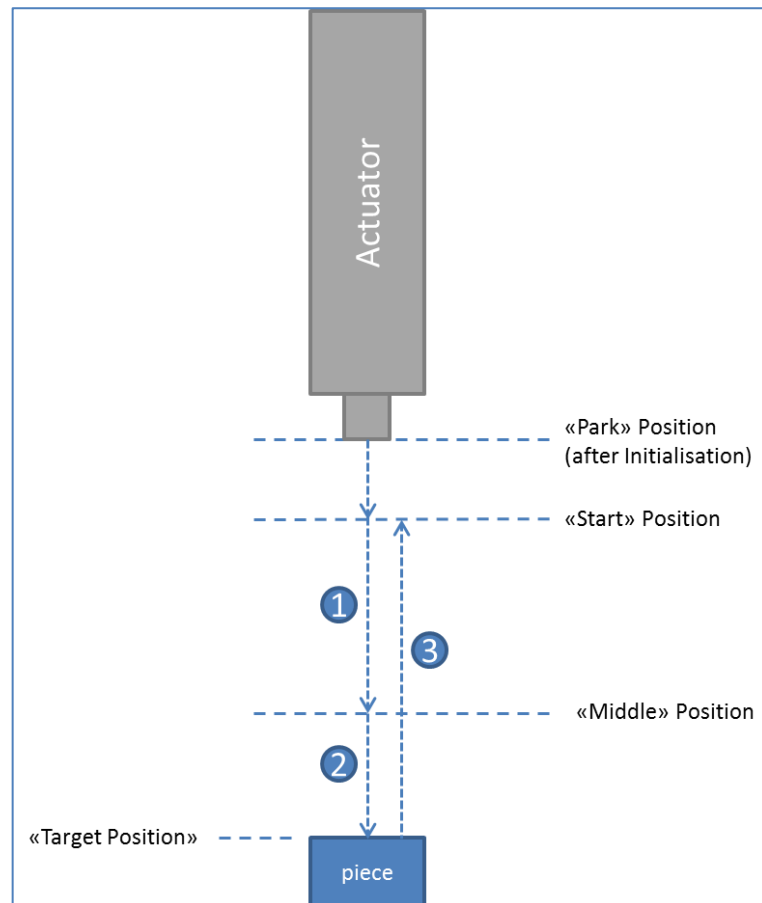 Actuator
«Park» Position
(after Initialisation)
«Start» Position
1
3
«Middle» Position
2
«Target Position»
piece